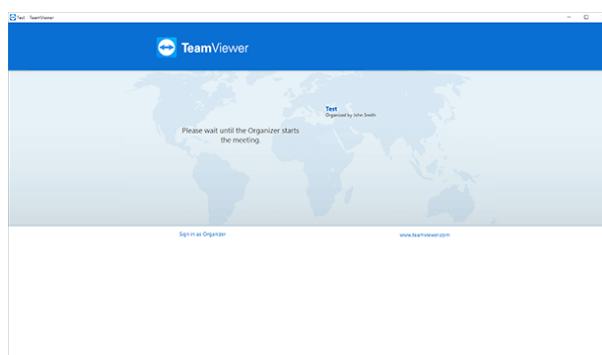 Test - TeamViewer
TeamViewer
Test
Organized by John Smith
Please wait until the Organizer starts
the meeting.
Sign in as Organizer
www.teamviewer.com